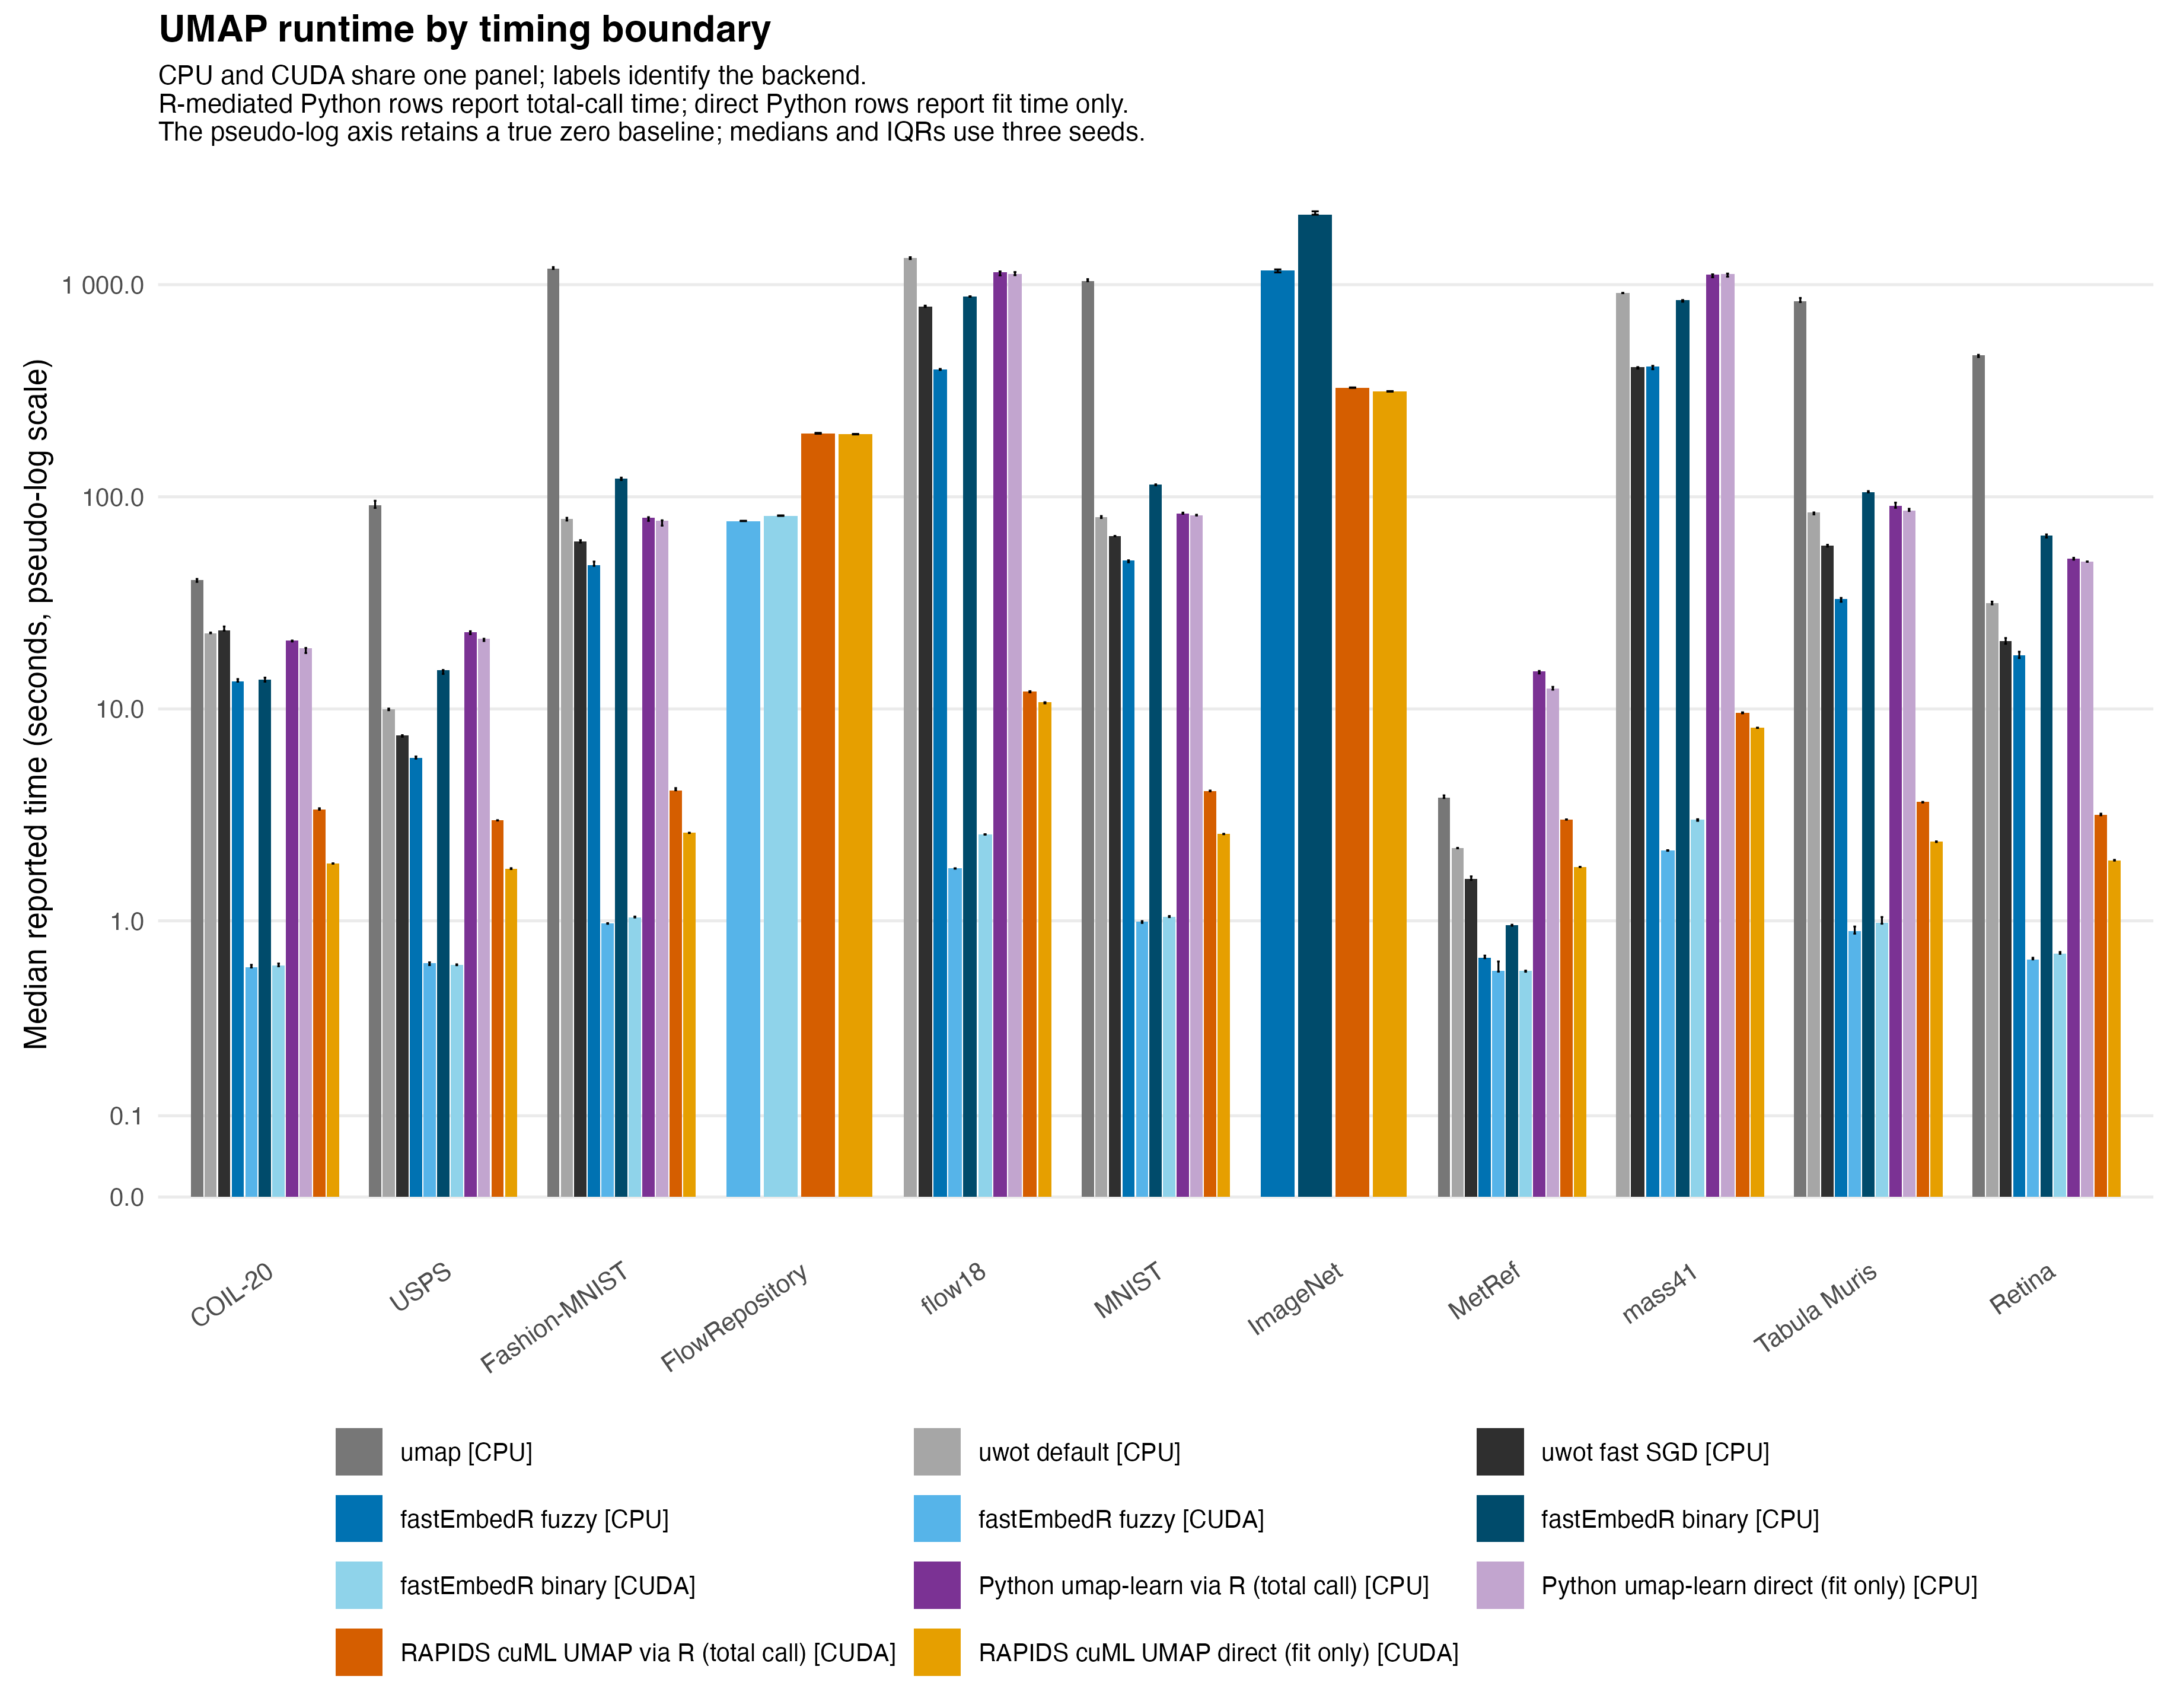 UMAP runtime by timing boundary
CPU and CUDA share one panel; labels identify the backend.
R-mediated Python rows report total-call time; direct Python rows report fit time only.
The pseudo-log axis retains a true zero baseline; medians and IQRs use three seeds.
Median reported time (seconds, pseudo-log scale)
1 000.0
100.0
10.0
1.0
0.1
0.0
COIL-20
USPS
Fashion-MNIST
FlowRepository
flow18
MNIST
ImageNet
MetRef
mass41
Tabula Muris
Retina
umap [CPU]
uwot default [CPU]
uwot fast SGD [CPU]
fastEmbedR fuzzy [CPU]
fastEmbedR fuzzy [CUDA]
fastEmbedR binary [CPU]
fastEmbedR binary [CUDA]
Python umap-learn via R (total call) [CPU]
Python umap-learn direct (fit only) [CPU]
RAPIDS cuML UMAP via R (total call) [CUDA]
RAPIDS cuML UMAP direct (fit only) [CUDA]